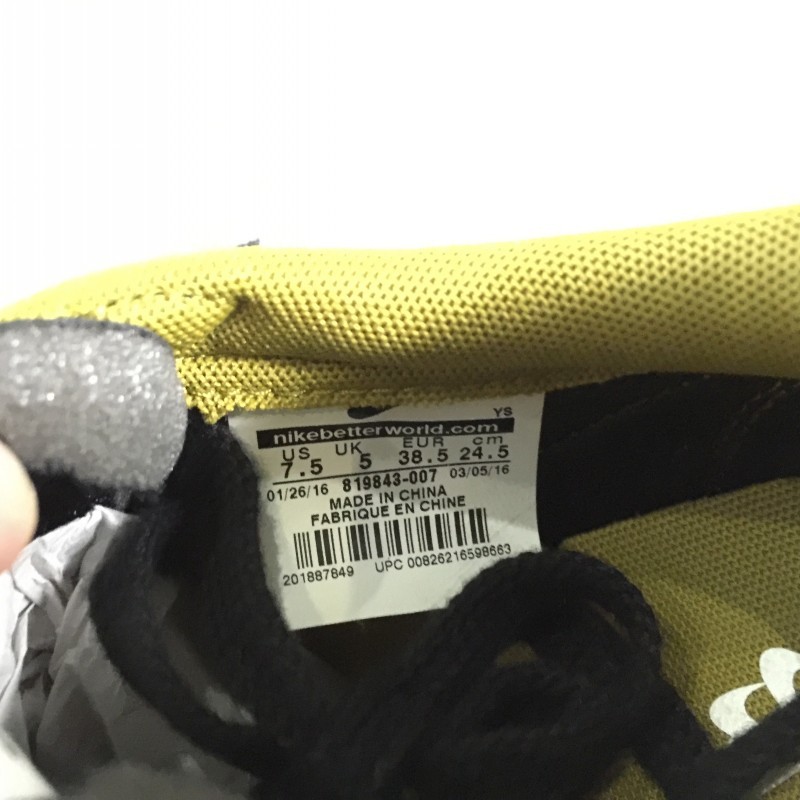 YS
nikebetterworld.com
US UK EUR cm
7.5 5 38.5 24.5
01/26/16 819843-007 03/05/16
MADE IN CHINA
FABRIQUE EN CHINE
201887849 UPC 00826216598663